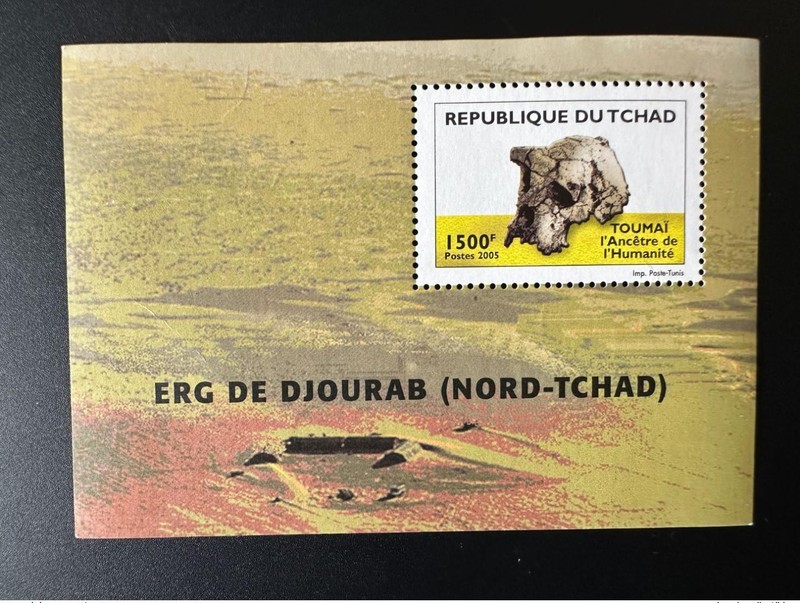 REPUBLIQUE DU TCHAD
TOUMAÏ
l'Ancêtre de
l'Humanité
1500F
Postes 2005
Imp. Poste-Tunis
ERG DE DJOURAB (NORD-TCHAD)